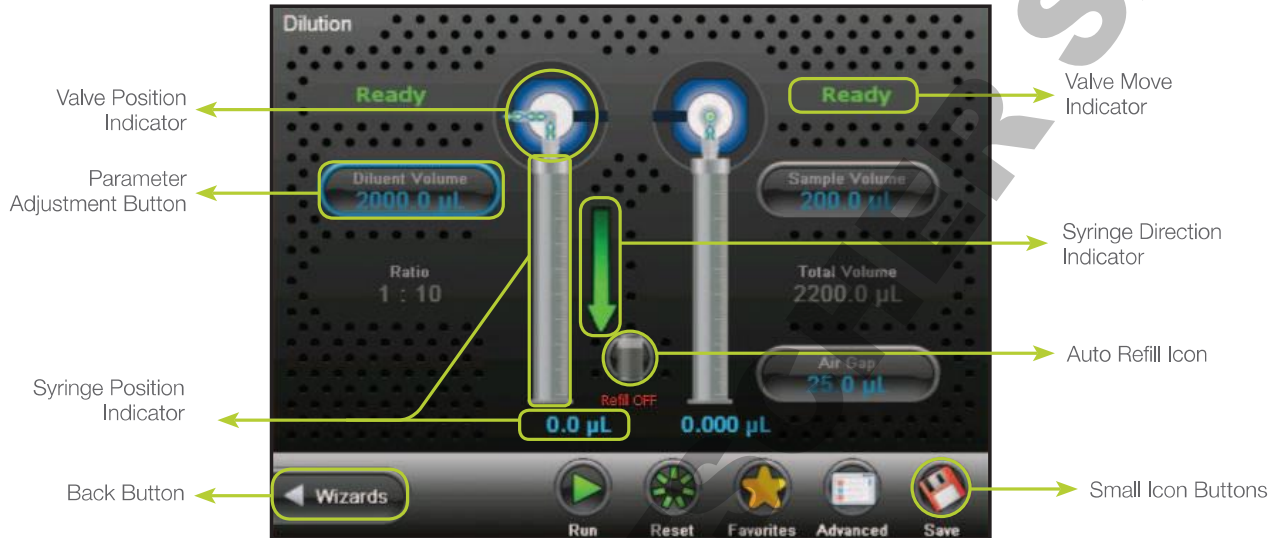 Dilution
Valve Position
Indicator
Ready
Ready
Valve Move
Indicator
Parameter
Adjustment Button
Diluent Volume
2000.0 µL
Sample Volume
200.0 µL
Syringe Direction
Indicator
Ratio
1 : 10
Total Volume
2200.0 µL
Auto Refill Icon
Air Gap
25.0 µL
Syringe Position
Indicator
Refill OFF
0.0 µL
0.000 µL
Back Button
Wizards
Small Icon Buttons
Run
Reset
Favorites
Advanced
Save